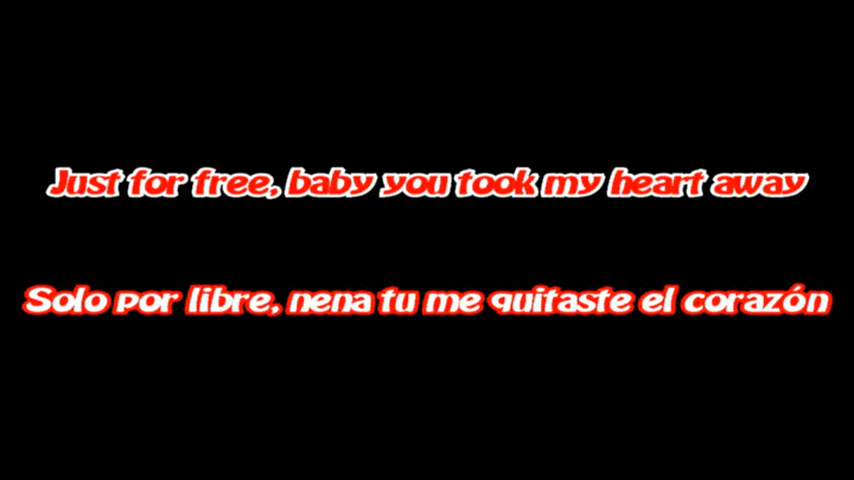 Just for free, baby you took my heart away
Solo por libre, nena tu me quitaste el corazón